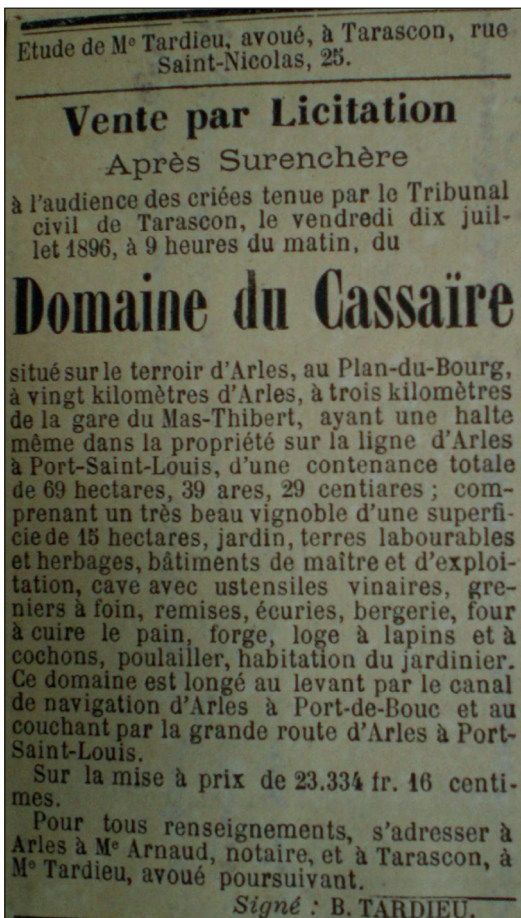 Etude de Me Tardieu, avoué, à Tarascon, rue
Saint-Nicolas, 25.
Vente par Licitation
Après Surenchère
à l'audience des criées tenue par le Tribunal
civil de Tarascon, le vendredi dix juil-
let 1896, à 9 heures du matin, du
Domaine du Cassaïre
situé sur le terroir d'Arles, au Plan-du-Bourg,
à vingt kilomètres d'Arles, à trois kilomètres
de la gare du Mas-Thibert, ayant une halte
même dans la propriété sur la ligne d'Arles
à Port-Saint-Louis, d'une contenance totale
de 69 hectares, 39 ares, 29 centiares ; com-
prenant un très beau vignoble d'une superfi-
cie de 15 hectares, jardin, terres labourables
et herbages, bâtiments de maître et d'exploi-
tation, cave avec ustensiles vinaires, gre-
niers à foin, remises, écuries, bergerie, four
à cuire le pain, forge, loge à lapins et à
cochons, poulailler, habitation du jardinier.
Ce domaine est longé au levant par le canal
de navigation d'Arles à Port-de-Bouc et au
couchant par la grande route d'Arles à Port-
Saint-Louis.
Sur la mise à prix de 23.334 fr. 16 centi-
mes.
Pour tous renseignements, s'adresser à
Arles à Me Arnaud, notaire, et à Tarascon, à
Me Tardieu, avoué poursuivant.
Signé : B. TARDIEU.